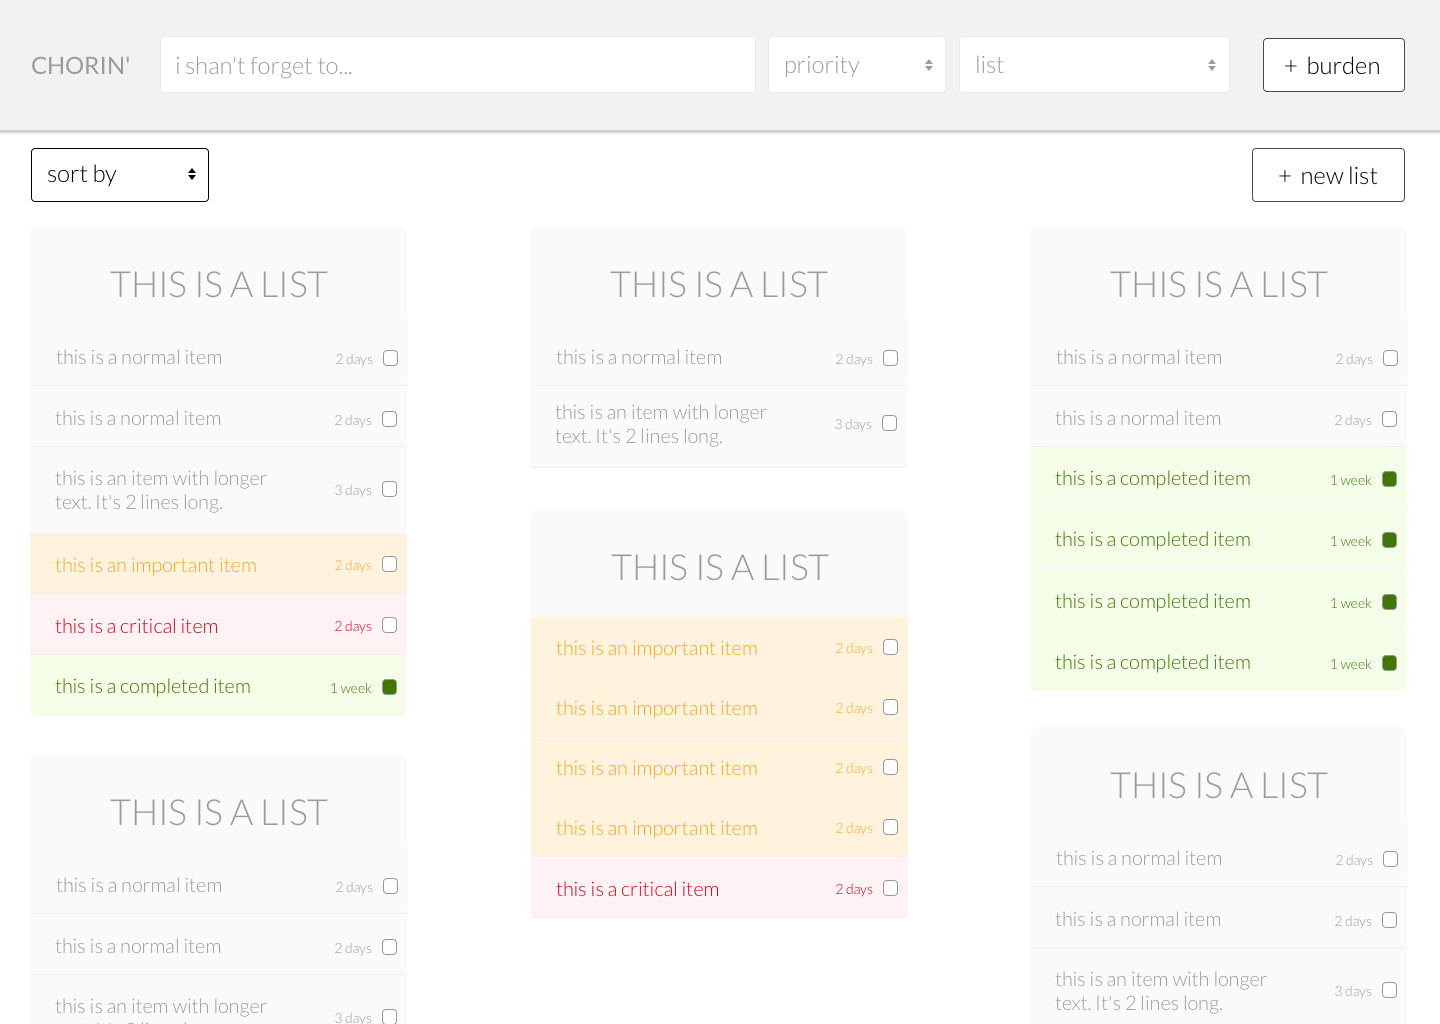 CHORIN'
i shan't forget to...
priority
list
+ burden
sort by
+ new list
THIS IS A LIST
this is a normal item 2 days
this is a normal item 2 days
this is an item with longer
text. It's 2 lines long.
3 days
this is an important item 2 days
this is a critical item 2 days
this is a completed item 1 week
THIS IS A LIST
this is a normal item 2 days
this is a normal item 2 days
this is an item with longer
3 days
THIS IS A LIST
this is a normal item 2 days
this is an item with longer
text. It's 2 lines long.
3 days
THIS IS A LIST
this is an important item 2 days
this is an important item 2 days
this is an important item 2 days
this is an important item 2 days
this is a critical item 2 days
THIS IS A LIST
this is a normal item 2 days
this is a normal item 2 days
this is a completed item 1 week
this is a completed item 1 week
this is a completed item 1 week
this is a completed item 1 week
THIS IS A LIST
this is a normal item 2 days
this is a normal item 2 days
this is an item with longer
text. It's 2 lines long.
3 days